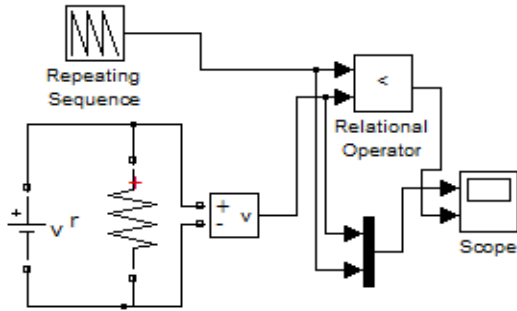 Repeating
Sequence
<
Relational
Operator
+
v
r
+
+
-
v
Scope